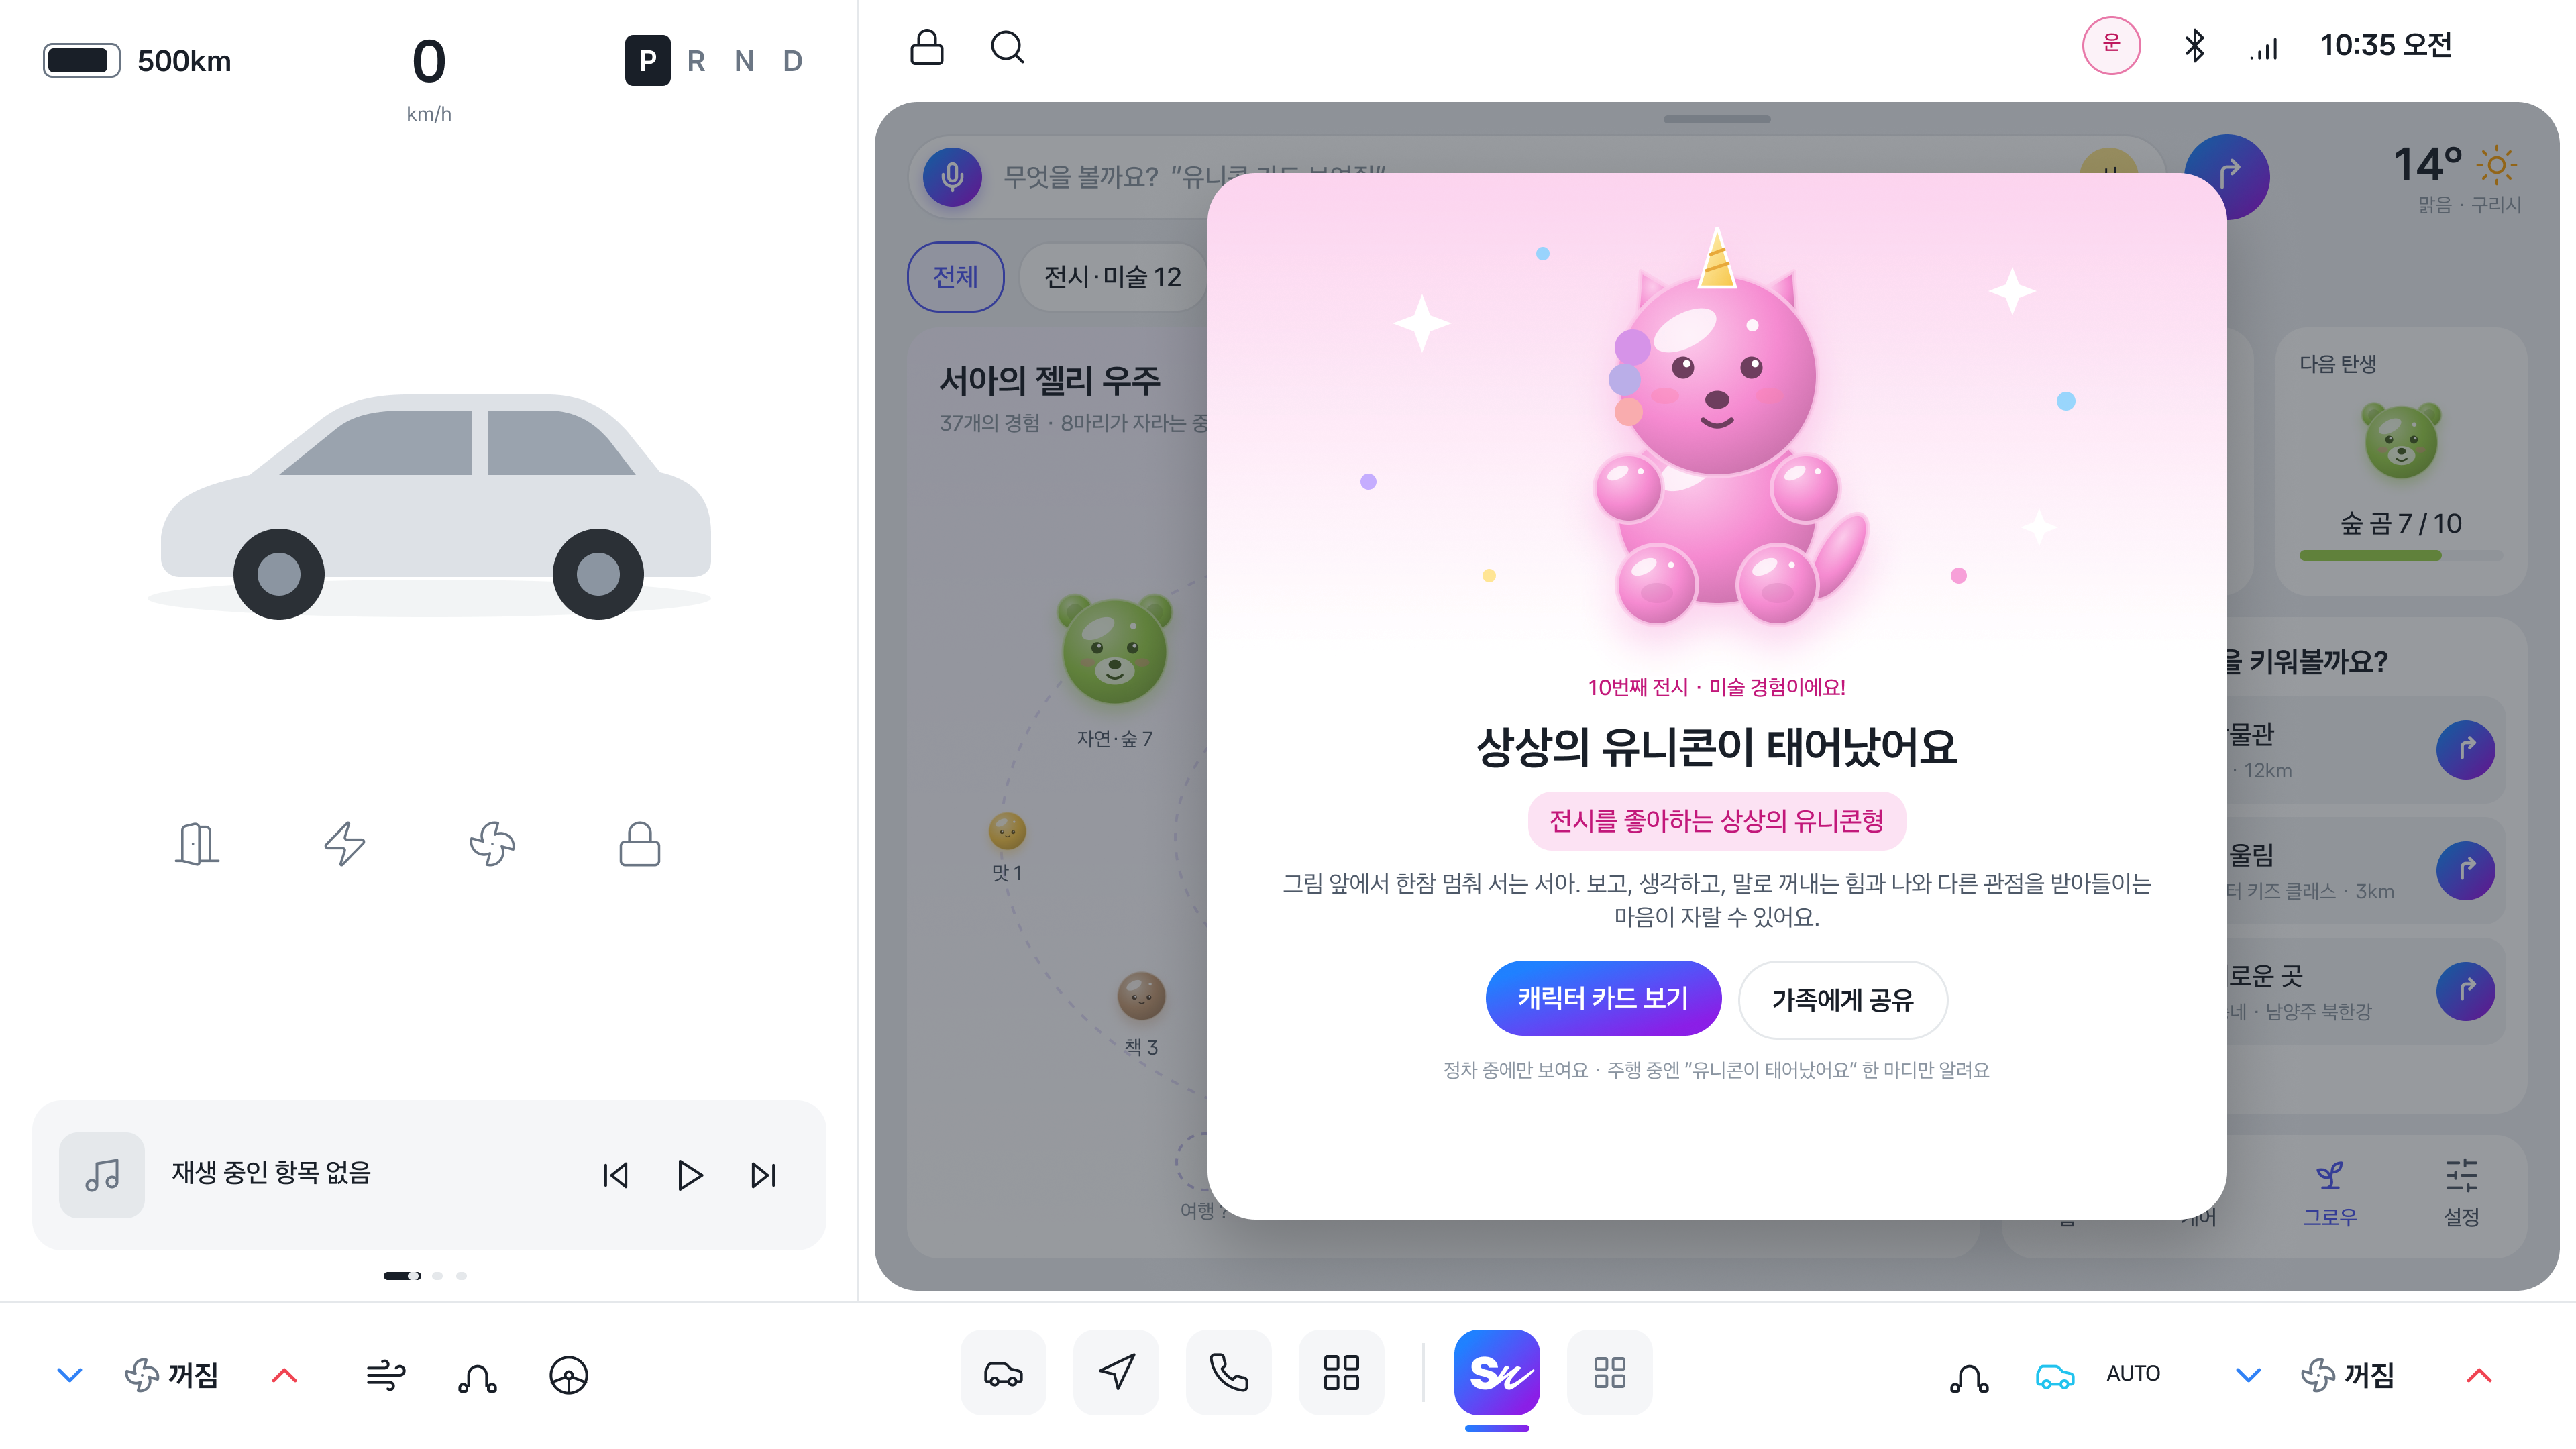 500km
0
km/h
P R N D
운
10:35 오전
무엇을 볼까요? "유니콘 카드 보여줘"
14°
맑음 · 구리시
전체
전시·미술 12
서아의 젤리 우주
37개의 경험 · 8마리가 자라는 중
자연·숲 7
맛 1
책 3
여행 ?
10번째 전시 · 미술 경험이에요!
상상의 유니콘이 태어났어요
전시를 좋아하는 상상의 유니콘형
그림 앞에서 한참 멈춰 서는 서아. 보고, 생각하고, 말로 꺼내는 힘과 나와 다른 관점을 받아들이는
마음이 자랄 수 있어요.
캐릭터 카드 보기
가족에게 공유
정차 중에만 보여요 · 주행 중엔 "유니콘이 태어났어요" 한 마디만 알려요
다음 탄생
숲 곰 7 / 10
키워볼까요?
물관
· 12km
울림
터 키즈 클래스 · 3km
로운 곳
네 · 남양주 북한강
그로우
설정
재생 중인 항목 없음
꺼짐
Sn
AUTO
꺼짐